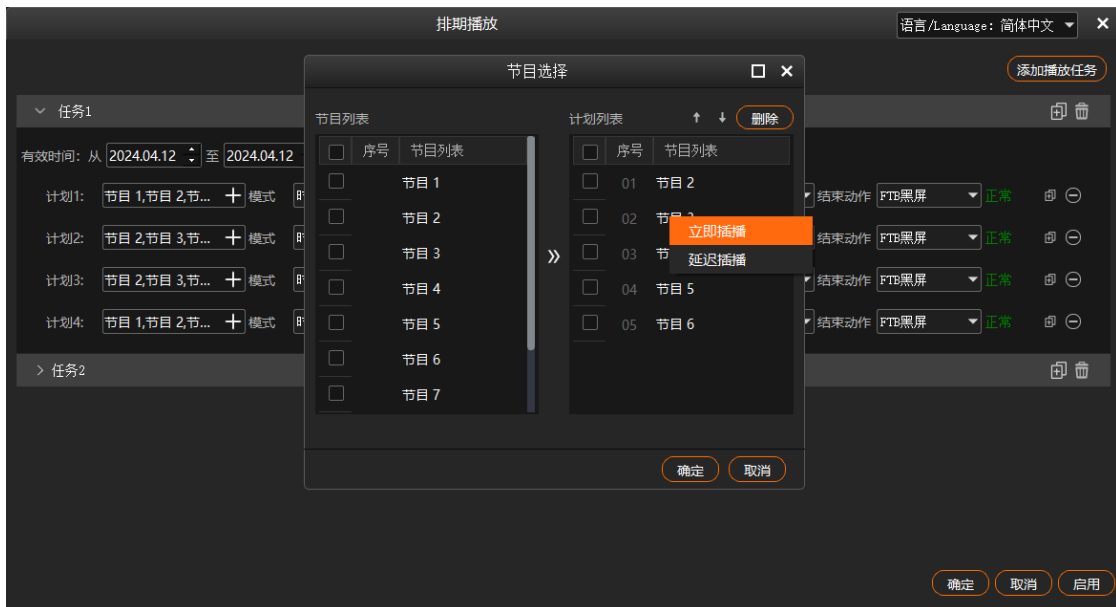 排期播放
语言/Language: 简体中文
节目选择
添加播放任务
任务1
节目列表
计划列表
删除
序号 节目列表
序号 节目列表
有效时间: 从 2024.04.12 至 2024.04.12
节目 1
节目 2
节目 3
节目 4
节目 5
节目 6
节目 7
01 节目 2
02 节
03 节
04 节目 5
05 节目 6
立即插播
延迟插播
计划1: 节目 1,节目 2,节... 模式 结束动作 FTB黑屏 正常
计划2: 节目 2,节目 3,节... 模式 结束动作 FTB黑屏 正常
计划3: 节目 2,节目 3,节... 模式 结束动作 FTB黑屏 正常
计划4: 节目 1,节目 2,节... 模式 结束动作 FTB黑屏 正常
任务2
确定 取消
确定 取消 启用